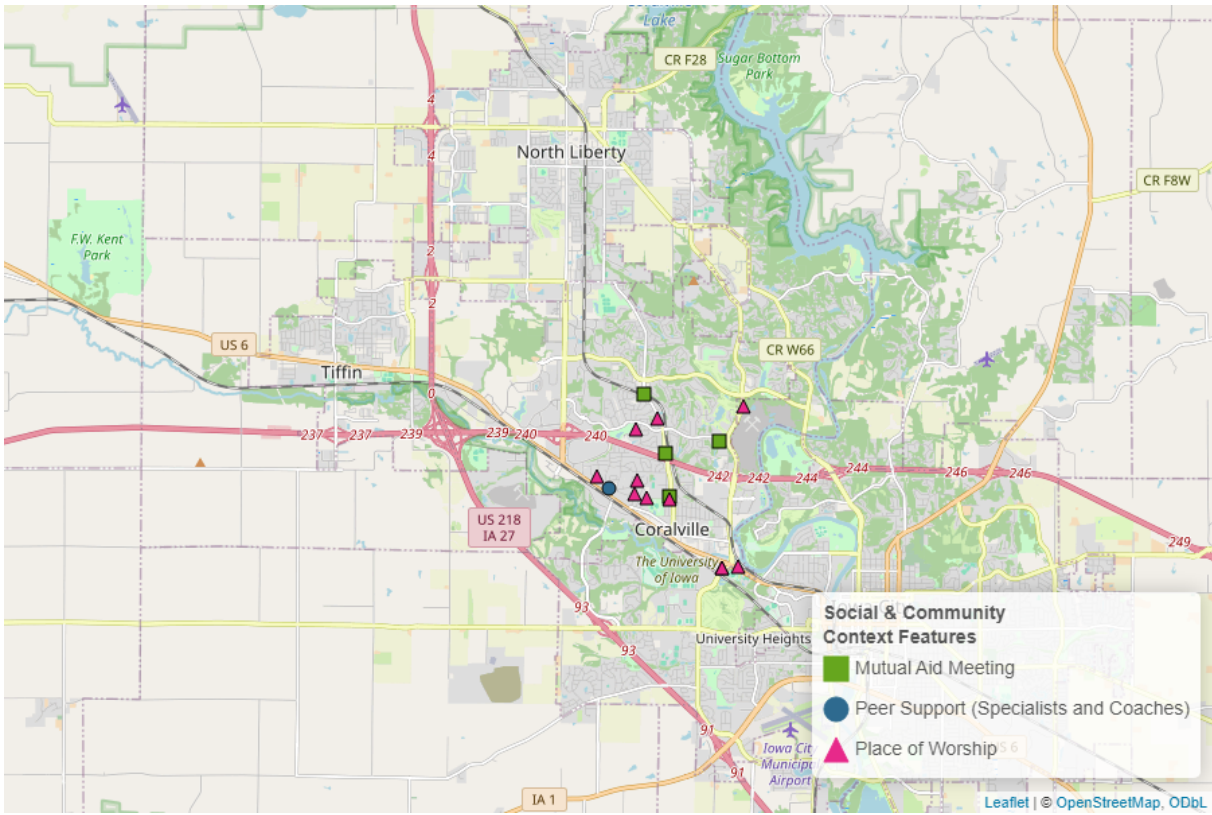 Lake
CR F28
Sugar Bottom
Park
4
North Liberty
4
CR F8W
F.W. Kent
Park
2
2
US 6
CR W66
Tiffin
0
237
237
239
239
240
240
242
242
244
244
246
246
US 218
IA 27
Coralville
249
The University
of Iowa
93
93
University Heights
91
91
Iowa City
Municipal
Airport
US 6
IA 1
Social & Community
Context Features
Mutual Aid Meeting
Peer Support (Specialists and Coaches)
Place of Worship
Leaflet | © OpenStreetMap, ODbL